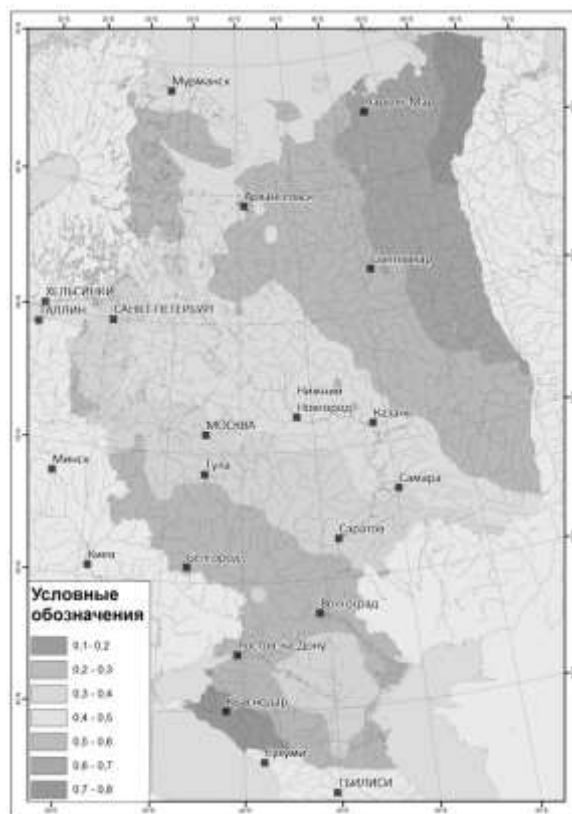 Мурманск
Нарьян-Мар
Архангельск
Сыктывкар
ХЕЛЬСИНКИ
ТАЛЛИН
САНКТ-ПЕТЕРБУРГ
Нижний
Новгород
Казань
МОСКВА
Минск
Тула
Самара
Саратов
Киев
Белгород
Условные
обозначения
Волгоград
0,1 - 0,2
0,2 - 0,3
Ростов-на-Дону
0,3 - 0,4
0,4 - 0,5
Краснодар
0,5 - 0,6
0,6 - 0,7
Сухуми
0,7 - 0,8
ТБИЛИСИ